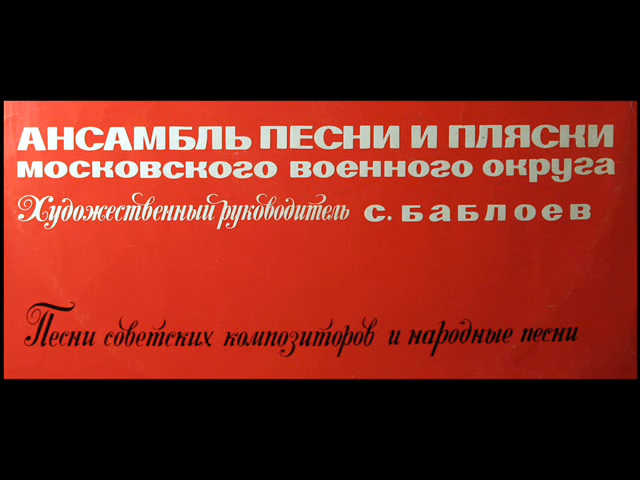 АНСАМБЛЬ ПЕСНИ И ПЛЯСКИ
МОСКОВСКОГО ВОЕННОГО ОКРУГА
Художественный руководитель С. БАБЛОЕВ
Песни советских композиторов и народные песни